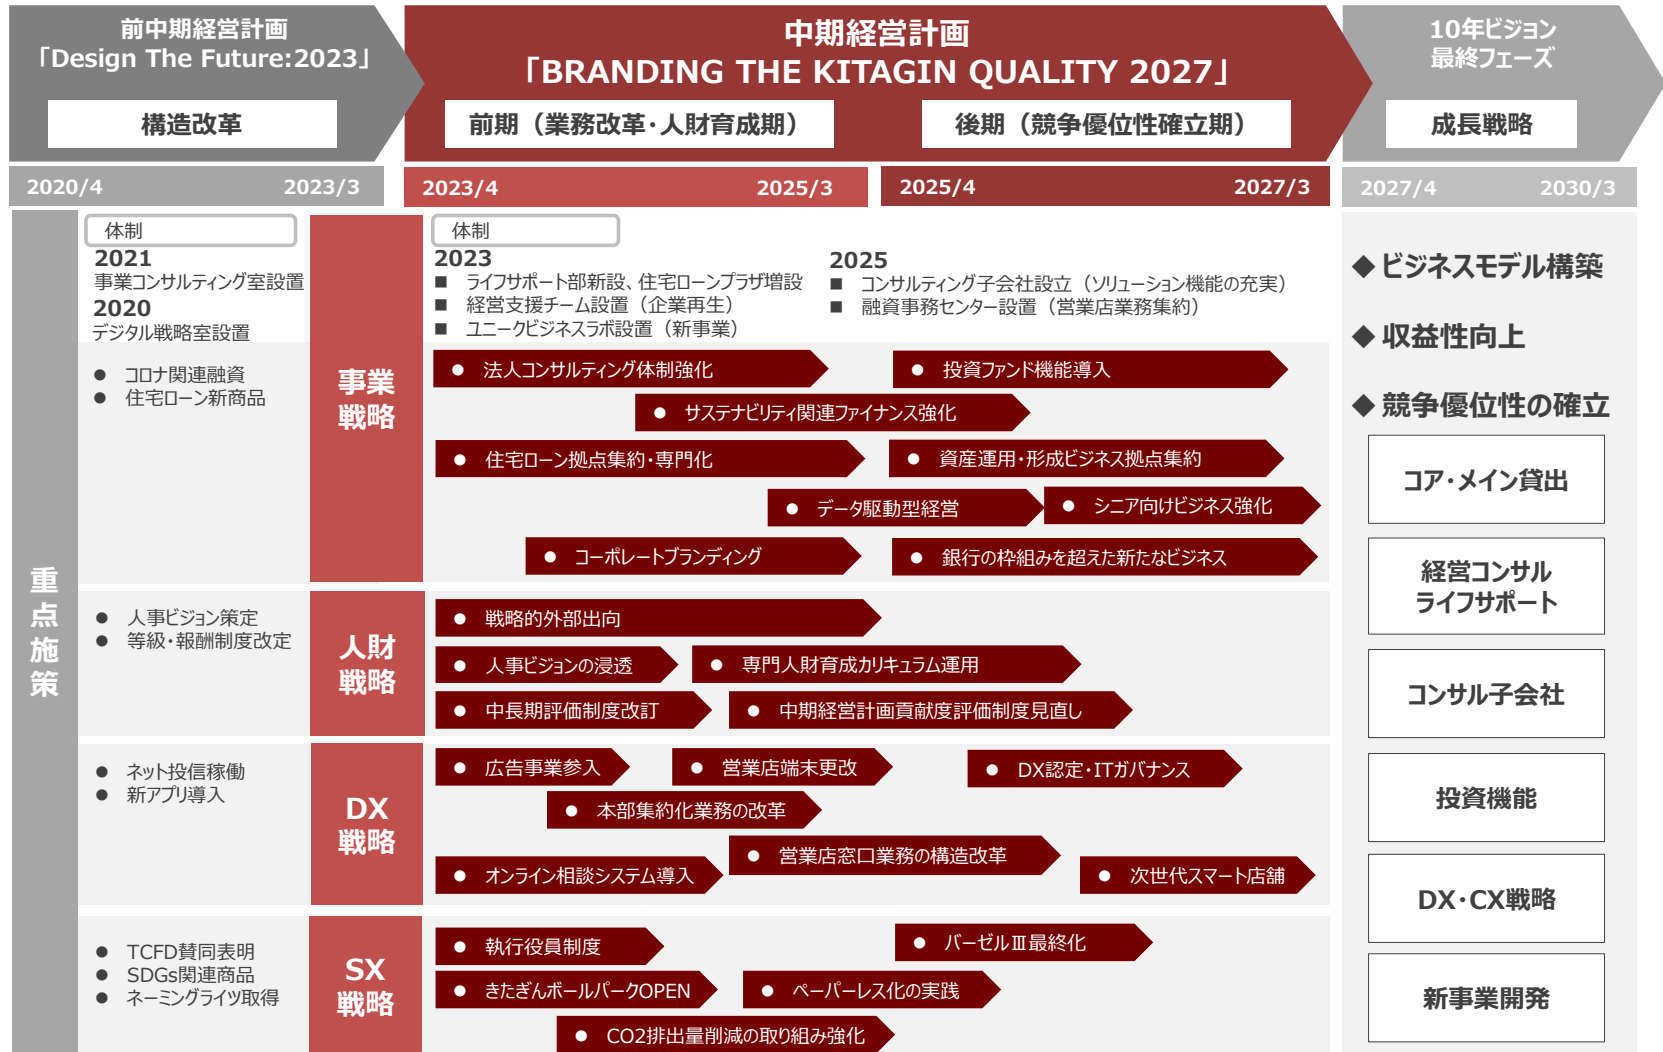 前中期経営計画
「Design The Future:2023」
構造改革
中期経営計画
「BRANDING THE KITAGIN QUALITY 2027」
前期（業務改革・人財育成期）
後期（競争優位性確立期）
10年ビジョン
最終フェーズ
成長戦略
2020/4
2023/3
2023/4
2025/3
2025/4
2027/3
2027/4
2030/3
重点施策
体制
2021
事業コンサルティング室設置
2020
デジタル戦略室設置
体制
2023
■ ライフサポート部新設、住宅ローンプラザ増設
■ 経営支援チーム設置（企業再生）
■ ユニークビジネスラボ設置（新事業）
2025
■ コンサルティング子会社設立（ソリューション機能の充実）
■ 融資事務センター設置（営業店業務集約）
● コロナ関連融資
● 住宅ローン新商品
事業
戦略
● 法人コンサルティング体制強化
● 投資ファンド機能導入
● サステナビリティ関連ファイナンス強化
● 住宅ローン拠点集約・専門化
● 資産運用・形成ビジネス拠点集約
● データ駆動型経営
● シニア向けビジネス強化
● コーポレートブランディング
● 銀行の枠組みを超えた新たなビジネス
● 人事ビジョン策定
● 等級・報酬制度改定
人財
戦略
● 戦略的外部出向
● 人事ビジョンの浸透
● 専門人財育成カリキュラム運用
● 中長期評価制度改訂
● 中期経営計画貢献度評価制度見直し
● ネット投信稼働
● 新アプリ導入
DX
戦略
● 広告事業参入
● 営業店端末更改
● DX認定・ITガバナンス
● 本部集約化業務の改革
● 営業店窓口業務の構造改革
● オンライン相談システム導入
● 次世代スマート店舗
● TCFD賛同表明
● SDGs関連商品
● ネーミングライツ取得
SX
戦略
● 執行役員制度
● バーゼルⅢ最終化
● きたぎんボールパークOPEN
● ペーパーレス化の実践
● CO2排出量削減の取り組み強化
◆ ビジネスモデル構築
◆ 収益性向上
◆ 競争優位性の確立
コア・メイン貸出
経営コンサル
ライフサポート
コンサル子会社
投資機能
DX・CX戦略
新事業開発